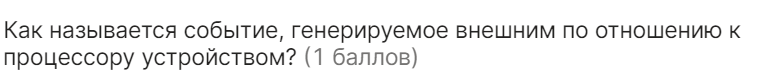 Как называется событие, генерируемое внешним по отношению к
процессору устройством? (1 баллов)